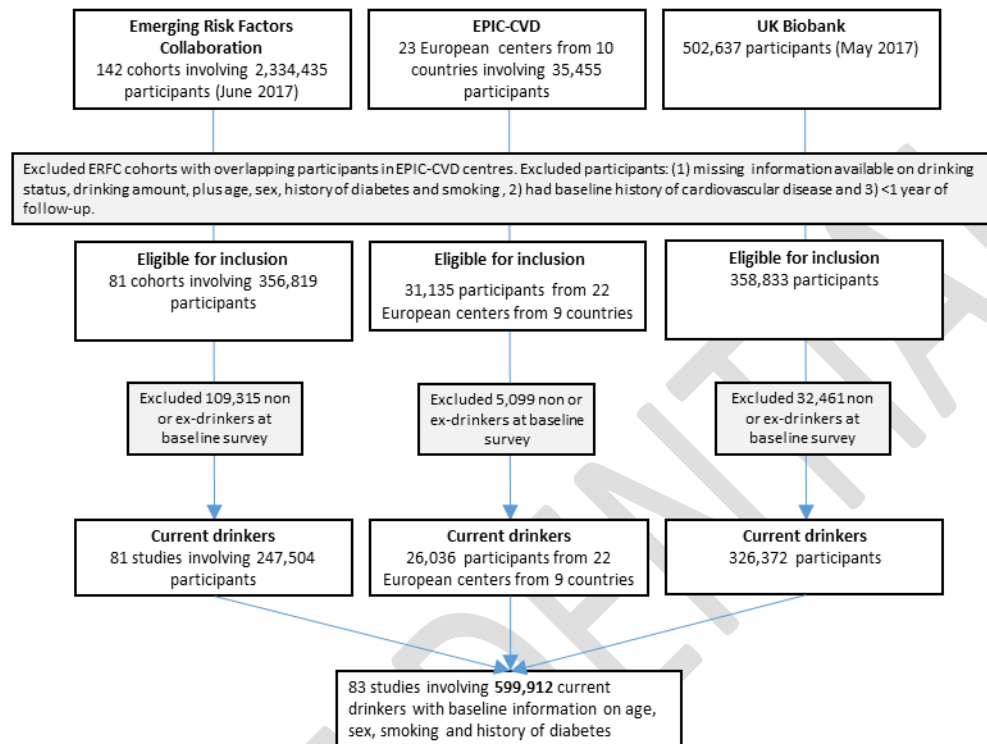 Emerging Risk Factors
Collaboration
142 cohorts involving 2,334,435
participants (June 2017)
EPIC-CVD
23 European centers from 10
countries involving 35,455
participants
UK Biobank
502,637 participants (May 2017)
Excluded ERFC cohorts with overlapping participants in EPIC-CVD centres. Excluded participants: (1) missing information available on drinking
status, drinking amount, plus age, sex, history of diabetes and smoking , 2) had baseline history of cardiovascular disease and 3) <1 year of
follow-up.
Eligible for inclusion
81 cohorts involving 356,819
participants
Eligible for inclusion
31,135 participants from 22
European centers from 9 countries
Eligible for inclusion
358,833 participants
Excluded 109,315 non
or ex-drinkers at
baseline survey
Excluded 5,099 non or
ex-drinkers at baseline
survey
Excluded 32,461 non
or ex-drinkers at
baseline survey
Current drinkers
81 studies involving 247,504
participants
Current drinkers
26,036 participants from 22
European centers from 9 countries
Current drinkers
326,372 participants
83 studies involving 599,912 current
drinkers with baseline information on age,
sex, smoking and history of diabetes